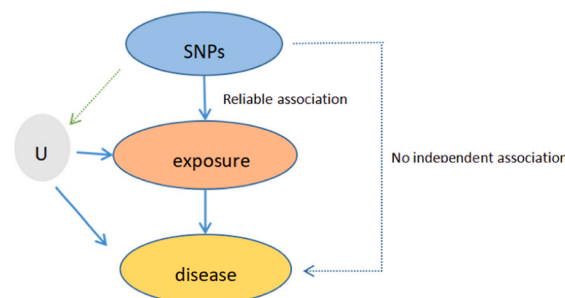 SNPs
Reliable association
U
exposure
No independent association
disease